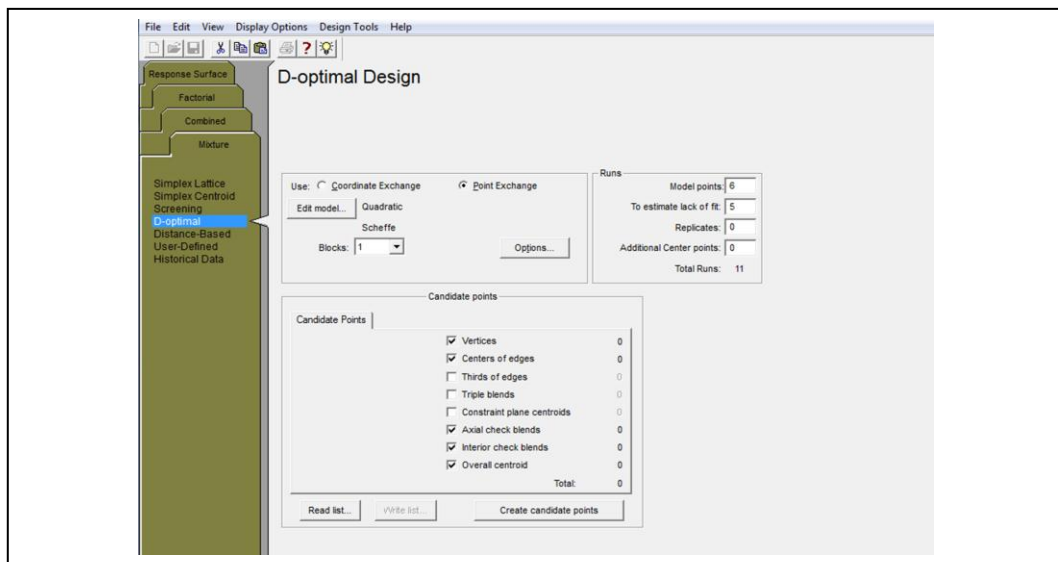 File Edit View Display Options Design Tools Help
D-optimal Design
Response Surface
Factorial
Combined
Mixture
Simplex Lattice
Simplex Centroid
Screening
D-optimal
Distance-Based
User-Defined
Historical Data
Use: Coordinate Exchange Point Exchange
Edit model... Quadratic
Scheffe
Blocks: 1 Options...
Runs
Model points: 6
To estimate lack of fit: 5
Replicates: 0
Additional Center points: 0
Total Runs: 11
Candidate points
Candidate Points
Vertices 0
Centers of edges 0
Thirds of edges 0
Triple blends 0
Constraint plane centroids 0
Axial check blends 0
Interior check blends 0
Overall centroid 0
Total: 0
Read list... Write list... Create candidate points